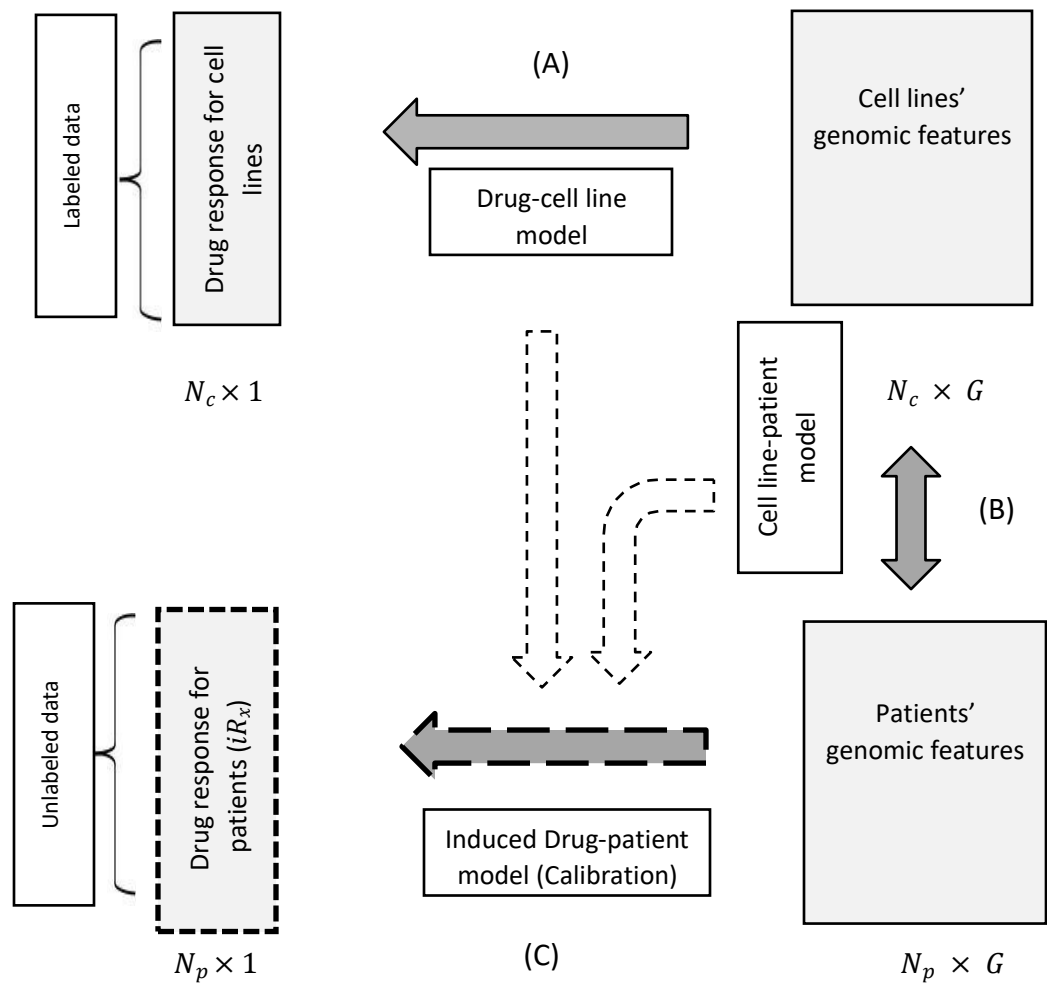 Labeled data
Drug response for cell
lines
(A)
Drug-cell line
model
Cell lines’
genomic features
N_c × 1
Cell line-patient
model
N_c × G
(B)
Unlabeled data
Drug response for
patients (iR_x)
Induced Drug-patient
model (Calibration)
Patients’
genomic features
N_p × 1
(C)
N_p × G